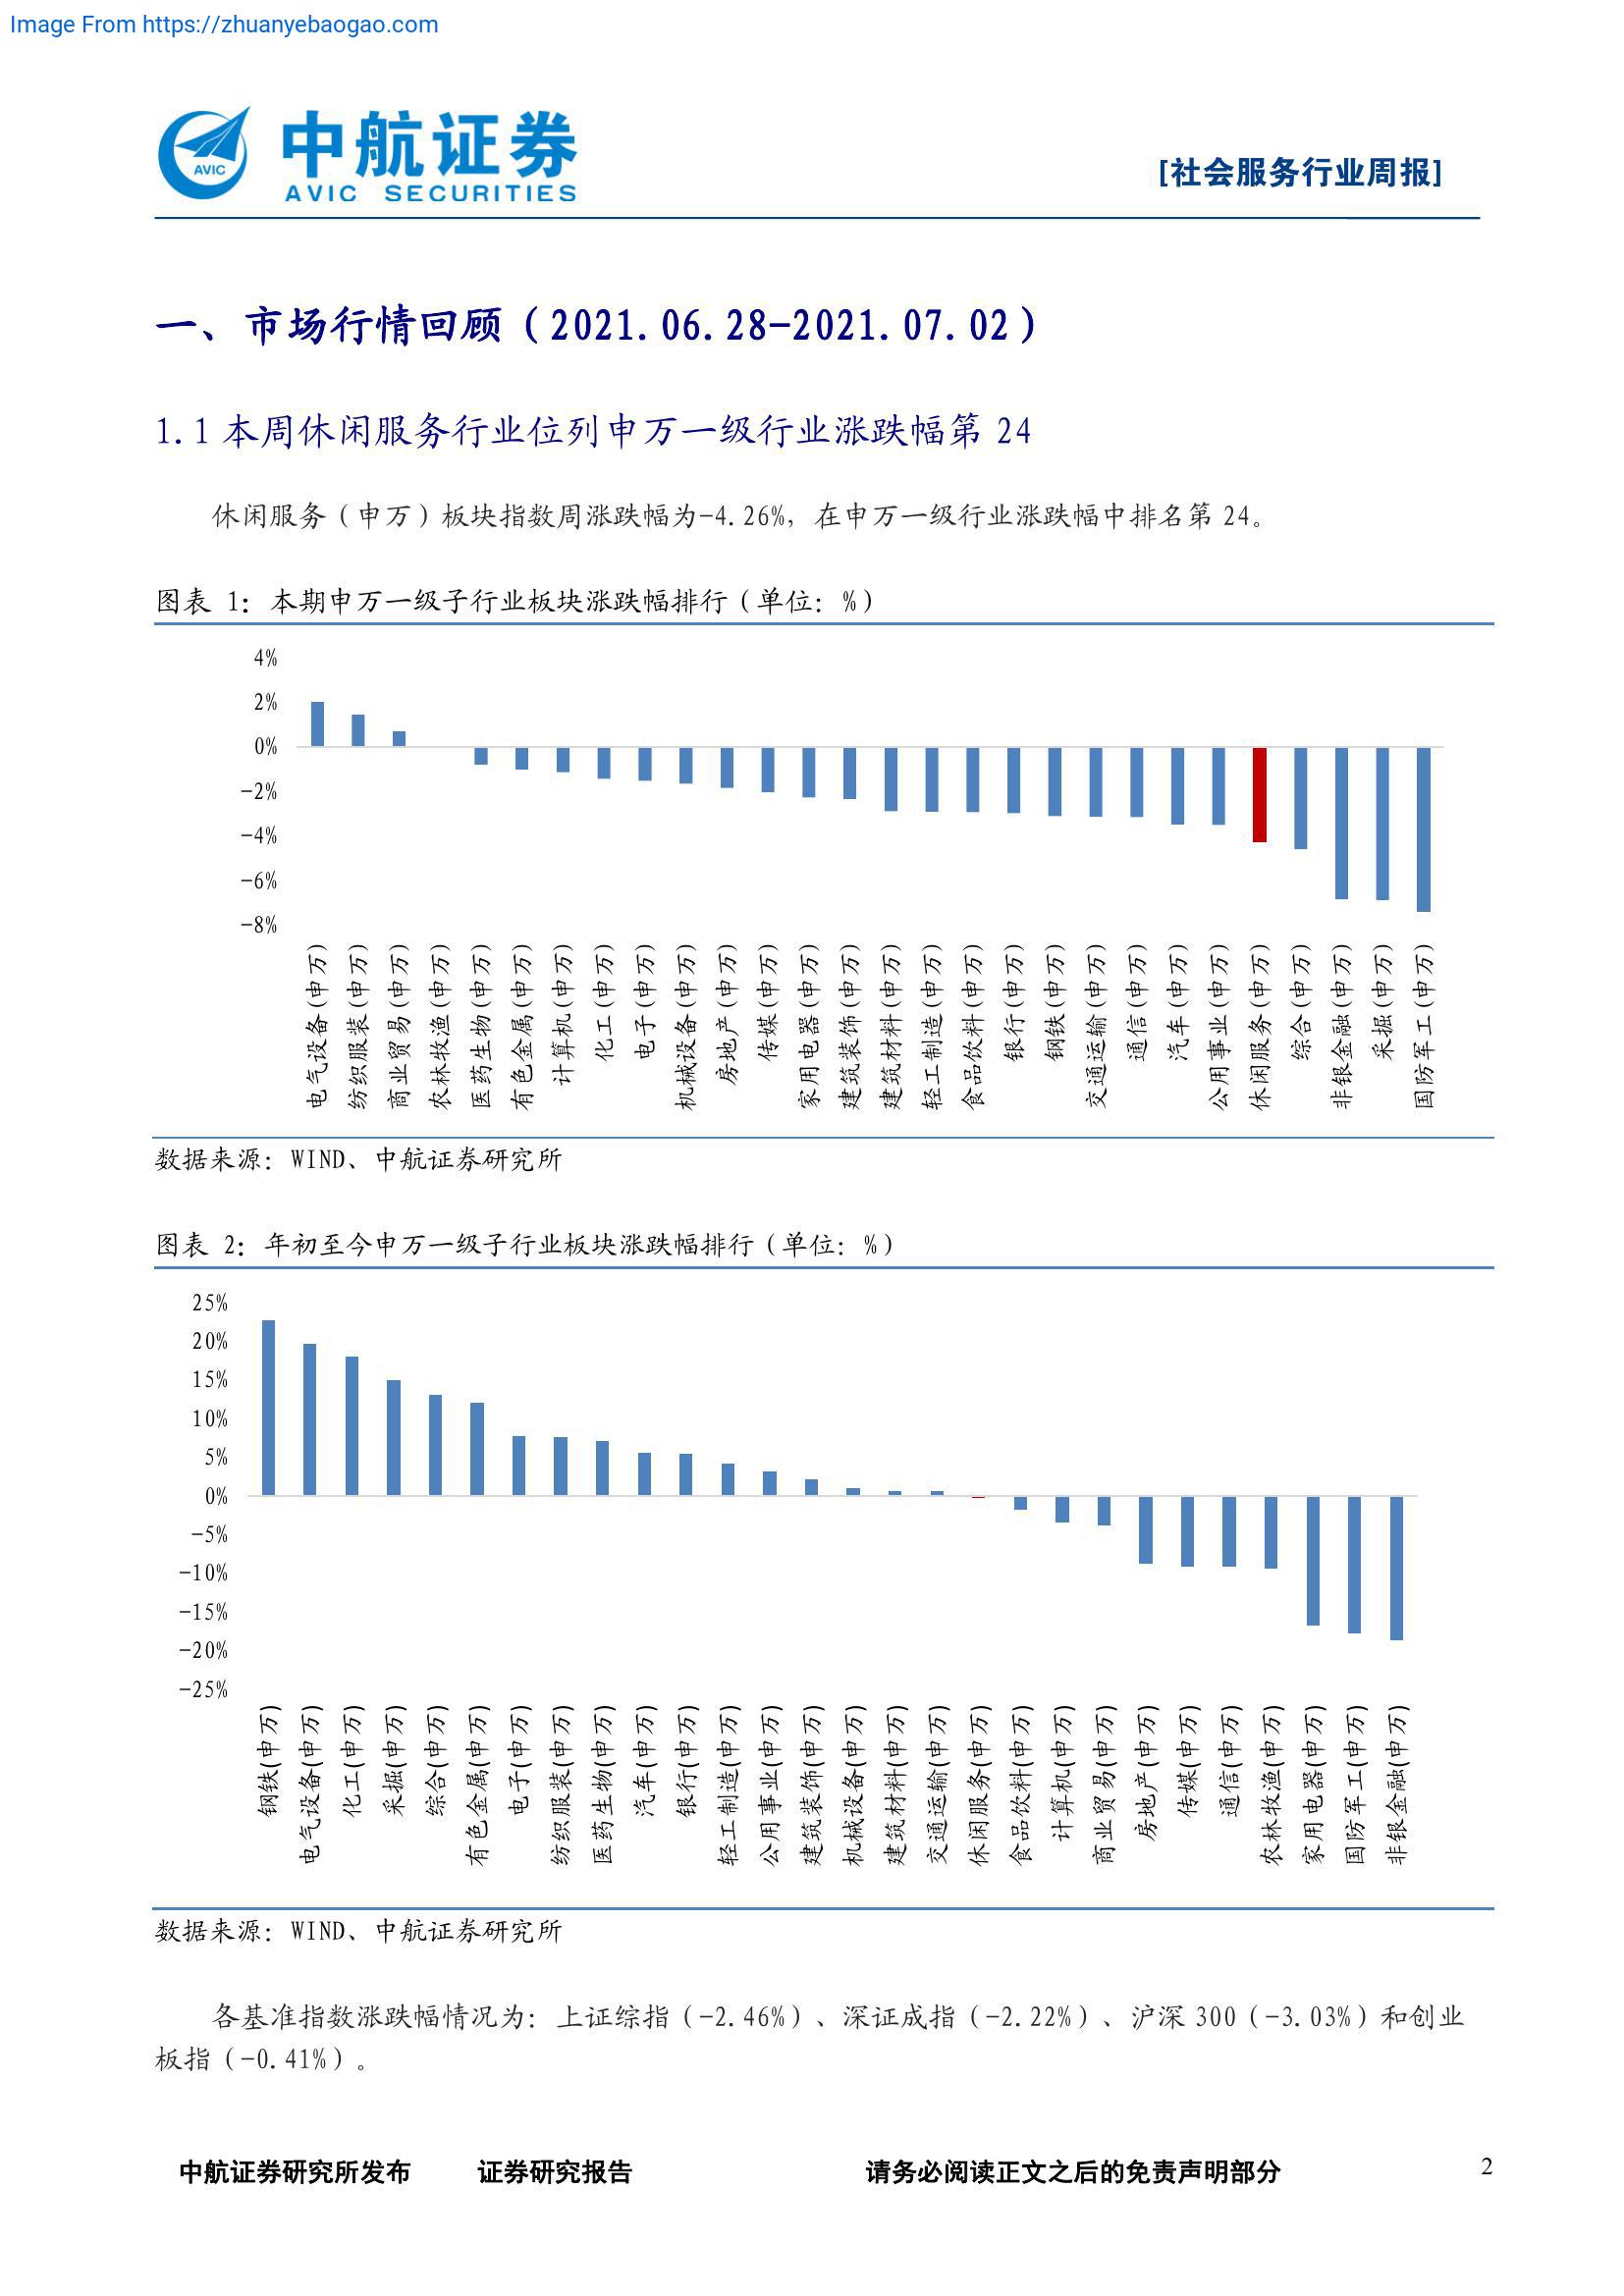 Image From https://zhuanyebaogao.com
AVIC
中航证券
AVIC SECURITIES
[社会服务行业周报]
一、市场行情回顾（2021.06.28-2021.07.02）
1.1 本周休闲服务行业位列申万一级行业涨跌幅第 24
休闲服务（申万）板块指数周涨跌幅为-4.26%，在申万一级行业涨跌幅中排名第 24。
图表 1：本期申万一级子行业板块涨跌幅排行（单位：%）
4%
2%
0%
-2%
-4%
-6%
-8%
电气设备(申万)
纺织服装(申万)
商业贸易(申万)
农林牧渔(申万)
医药生物(申万)
有色金属(申万)
计算机(申万)
化工(申万)
电子(申万)
机械设备(申万)
房地产(申万)
传媒(申万)
家用电器(申万)
建筑装饰(申万)
建筑材料(申万)
轻工制造(申万)
食品饮料(申万)
银行(申万)
钢铁(申万)
交通运输(申万)
通信(申万)
汽车(申万)
公用事业(申万)
休闲服务(申万)
综合(申万)
非银金融(申万)
采掘(申万)
国防军工(申万)
数据来源：WIND、中航证券研究所
图表 2：年初至今申万一级子行业板块涨跌幅排行（单位：%）
25%
20%
15%
10%
5%
0%
-5%
-10%
-15%
-20%
-25%
钢铁(申万)
电气设备(申万)
化工(申万)
采掘(申万)
综合(申万)
有色金属(申万)
电子(申万)
纺织服装(申万)
医药生物(申万)
汽车(申万)
银行(申万)
轻工制造(申万)
公用事业(申万)
建筑装饰(申万)
机械设备(申万)
建筑材料(申万)
交通运输(申万)
休闲服务(申万)
食品饮料(申万)
计算机(申万)
商业贸易(申万)
房地产(申万)
传媒(申万)
通信(申万)
农林牧渔(申万)
家用电器(申万)
国防军工(申万)
非银金融(申万)
数据来源：WIND、中航证券研究所
各基准指数涨跌幅情况为：上证综指（-2.46%）、深证成指（-2.22%）、沪深 300（-3.03%）和创业
板指（-0.41%）。
中航证券研究所发布 证券研究报告 请务必阅读正文之后的免责声明部分 2